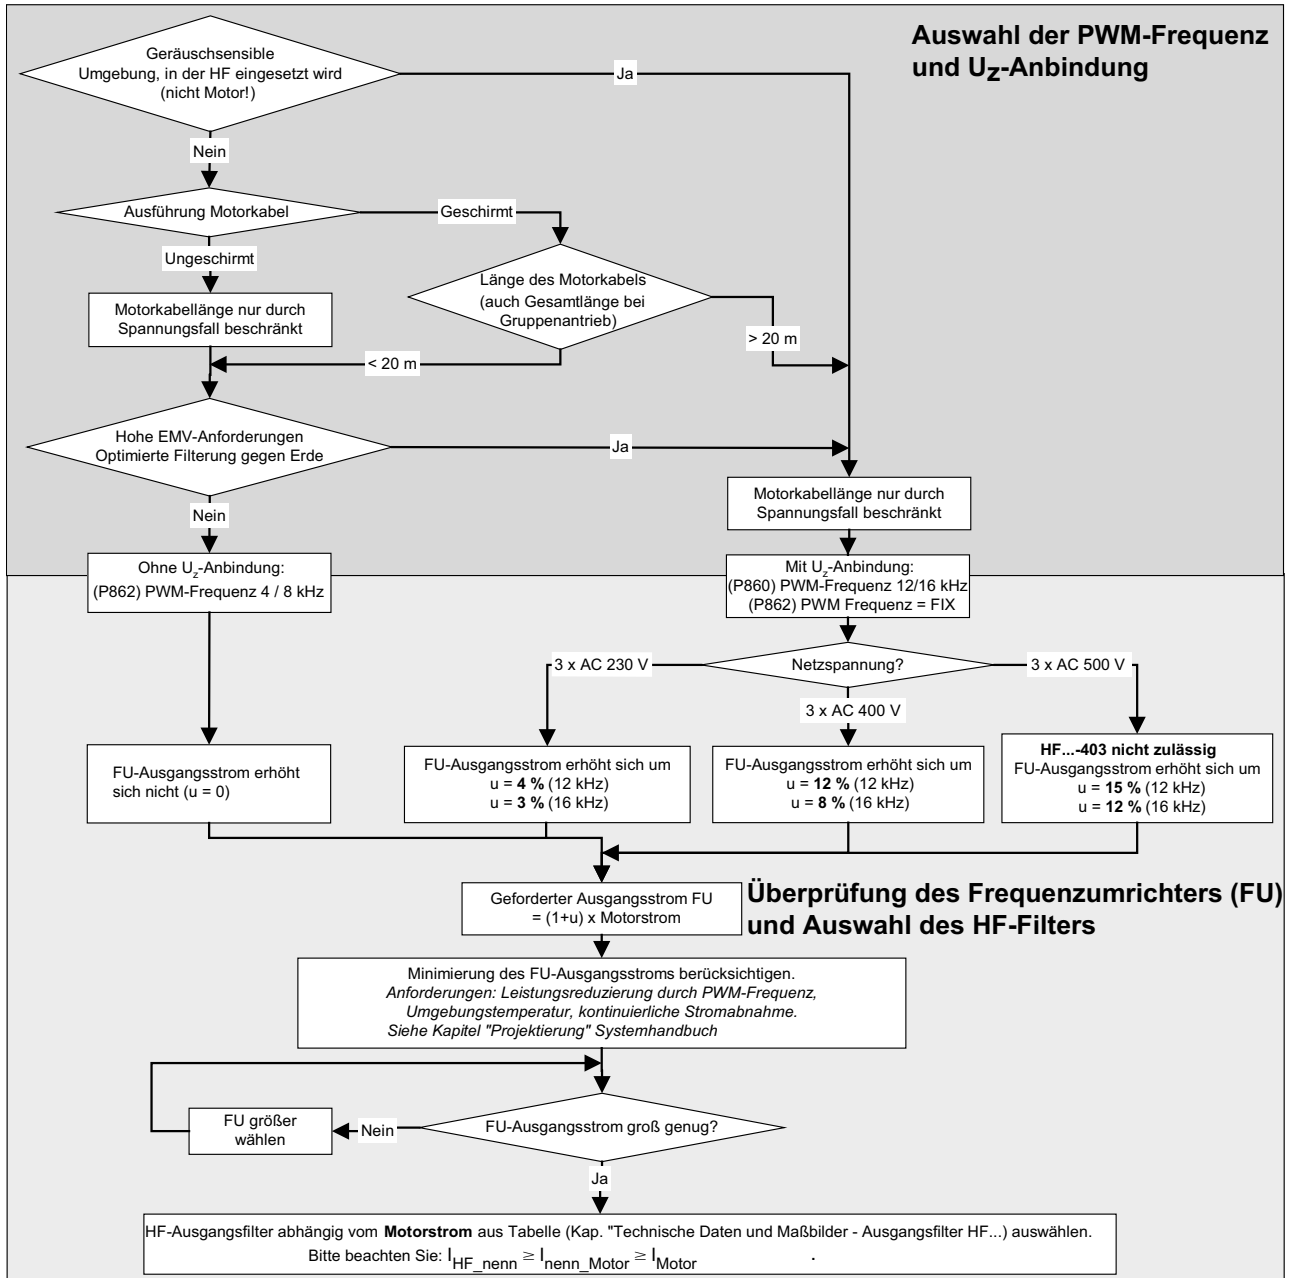 Auswahl der PWM-Frequenz
und UZ-Anbindung
Geräuschsensible
Umgebung, in der HF eingesetzt wird
(nicht Motor!)
Ja
Nein
Ausführung Motorkabel
Geschirmt
Ungeschirmt
Länge des Motorkabels
(auch Gesamtlänge bei
Gruppenantrieb)
Motorkabellänge nur durch
Spannungsfall beschränkt
> 20 m
< 20 m
Hohe EMV-Anforderungen
Optimierte Filterung gegen Erde
Ja
Nein
Motorkabellänge nur durch
Spannungsfall beschränkt
Ohne Uz-Anbindung:
(P862) PWM-Frequenz 4 / 8 kHz
Mit Uz-Anbindung:
(P860) PWM-Frequenz 12/16 kHz
(P862) PWM Frequenz = FIX
3 x AC 230 V
Netzspannung?
3 x AC 500 V
3 x AC 400 V
FU-Ausgangsstrom erhöht
sich nicht (u = 0)
FU-Ausgangsstrom erhöht sich um
u = 4 % (12 kHz)
u = 3 % (16 kHz)
FU-Ausgangsstrom erhöht sich um
u = 12 % (12 kHz)
u = 8 % (16 kHz)
HF...-403 nicht zulässig
FU-Ausgangsstrom erhöht sich um
u = 15 % (12 kHz)
u = 12 % (16 kHz)
Geforderter Ausgangsstrom FU
= (1+u) x Motorstrom
Überprüfung des Frequenzumrichters (FU)
und Auswahl des HF-Filters
Minimierung des FU-Ausgangsstroms berücksichtigen.
Anforderungen: Leistungsreduzierung durch PWM-Frequenz,
Umgebungstemperatur, kontinuierliche Stromabnahme.
Siehe Kapitel "Projektierung" Systemhandbuch
FU größer
wählen
Nein
FU-Ausgangsstrom groß genug?
Ja
HF-Ausgangsfilter abhängig vom Motorstrom aus Tabelle (Kap. "Technische Daten und Maßbilder - Ausgangsfilter HF...) auswählen.
Bitte beachten Sie: IHF_nenn ≥ Inenn_Motor ≥ IMotor .